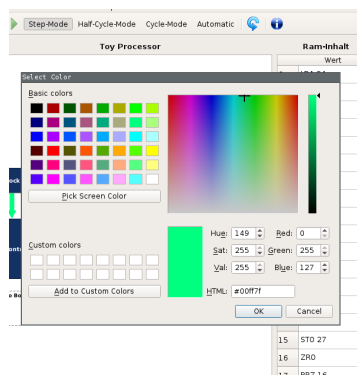 Step-Mode Half-Cycle-Mode Cycle-Mode Automatic
Toy Processor
Ram-Inhalt
Wert
Select Color
Basic colors
Pick Screen Color
Hue: 149 Red: 0
Sat: 255 Green: 255
Val: 255 Blue: 127
Custom colors
HTML: #00ff7f
Add to Custom Colors
OK Cancel
15 STO 27
16 ZRO